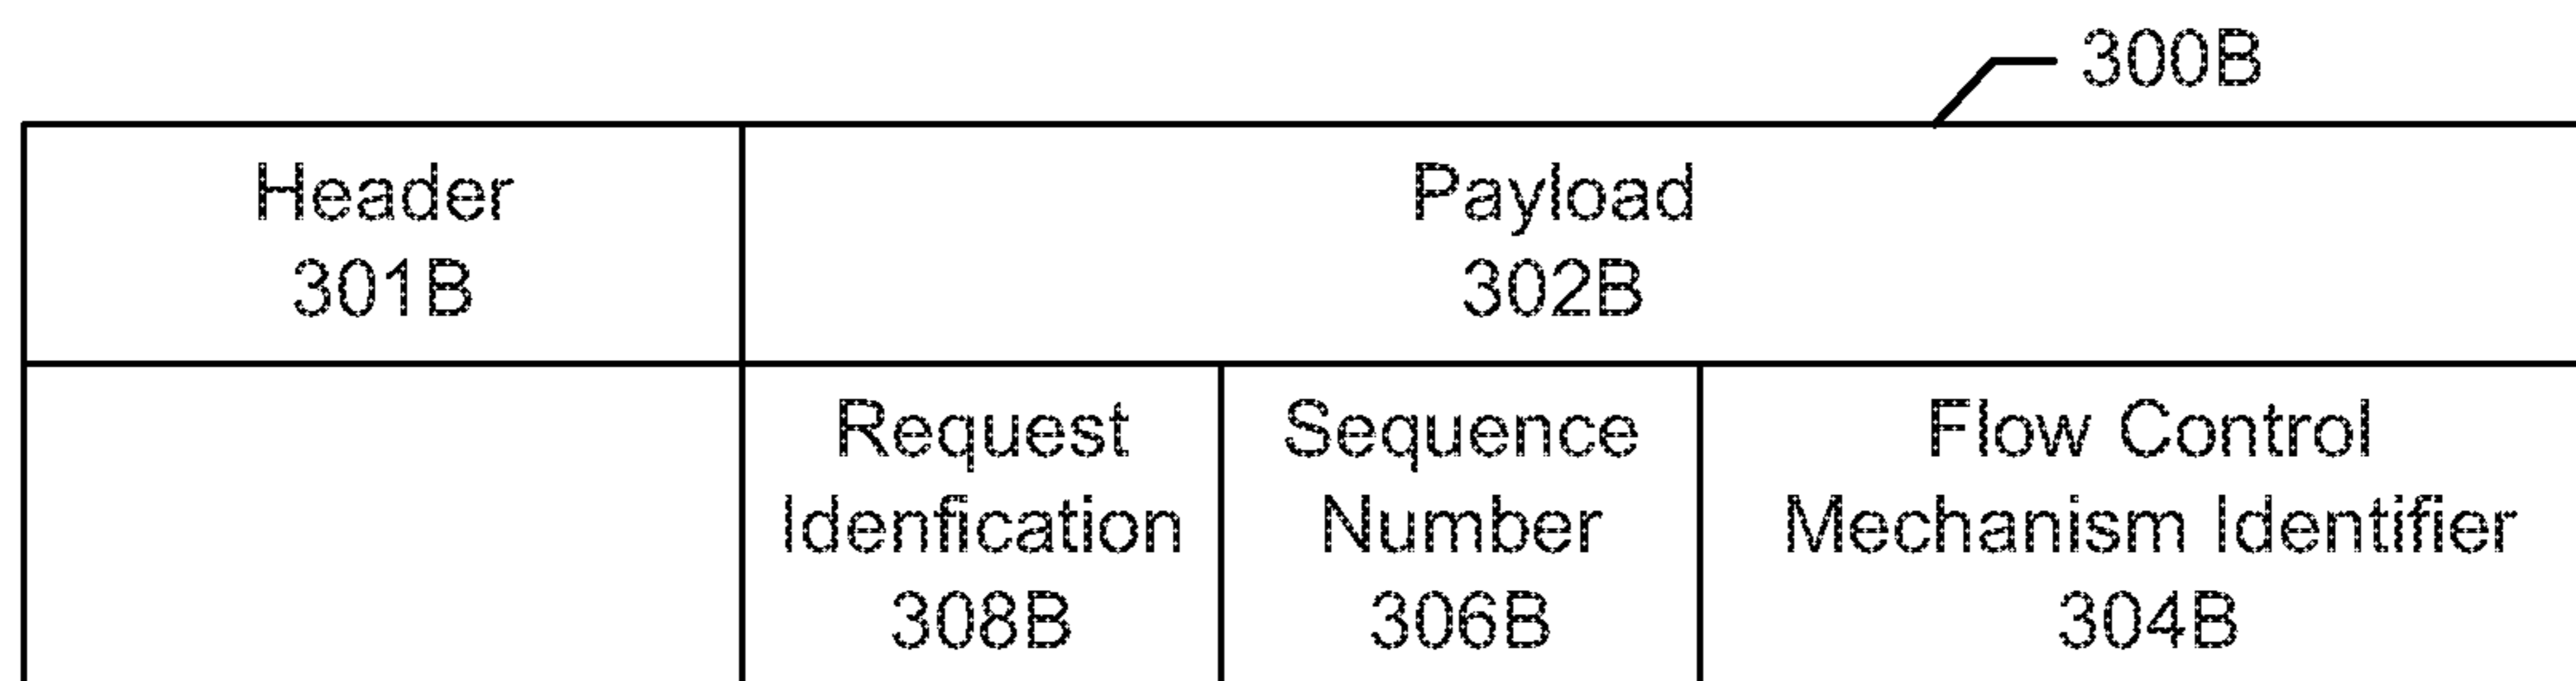 300B
Header
301B
Payload
302B
Request
Idenfication
308B
Sequence
Number
306B
Flow Control
Mechanism Identifier
304B